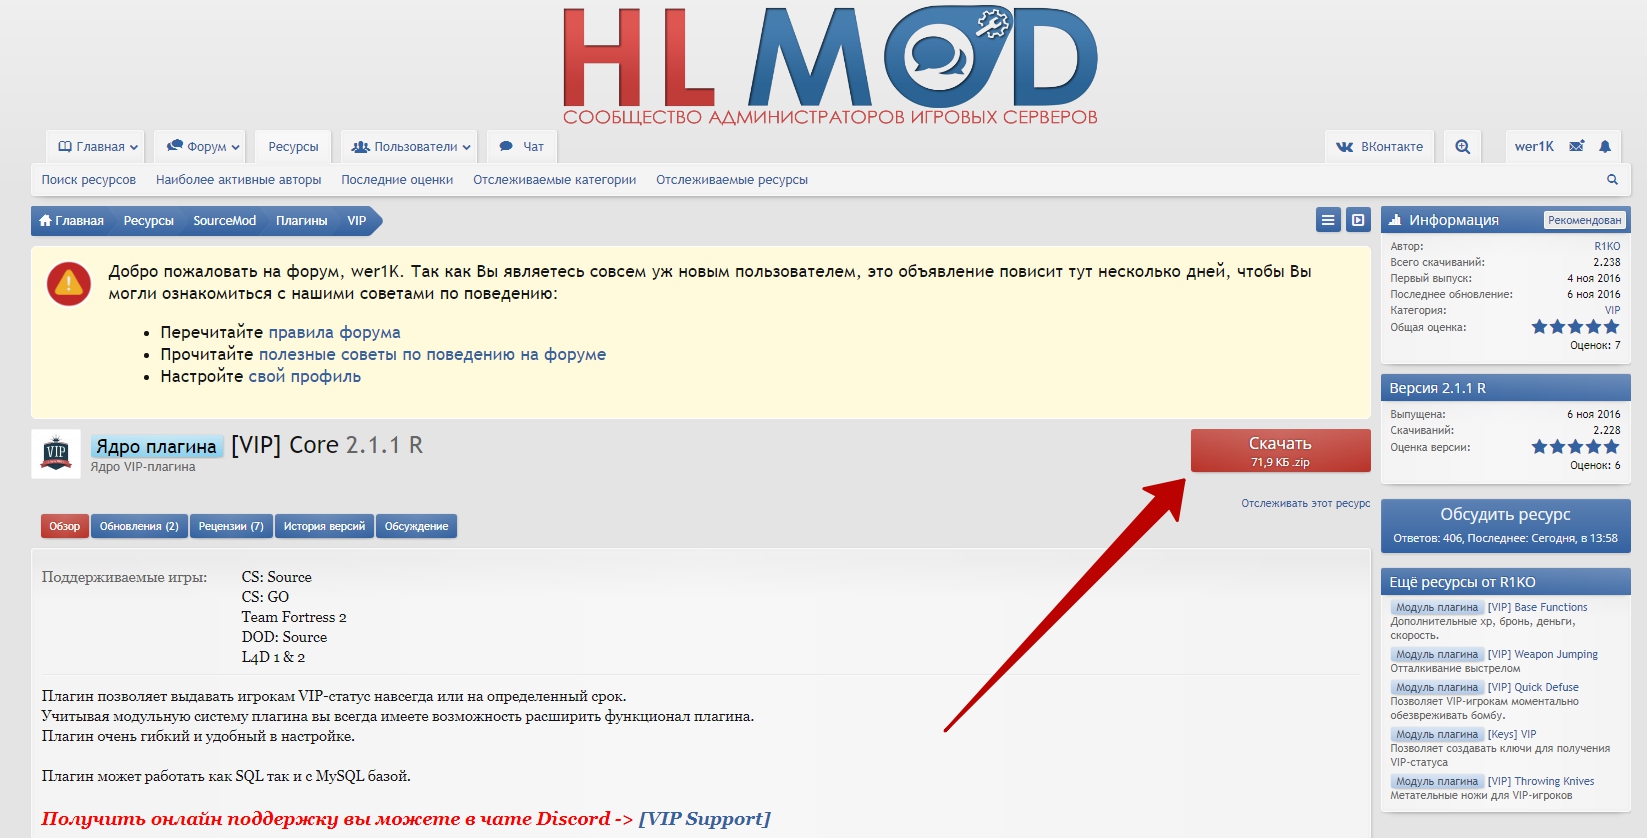 HLMOD
СООБЩЕСТВО АДМИНИСТРАТОРОВ ИГРОВЫХ СЕРВЕРОВ
Главная Форум Ресурсы Пользователи Чат ВКонтакте wer1K
Поиск ресурсов Наиболее активные авторы Последние оценки Отслеживаемые категории Отслеживаемые ресурсы
Главная Ресурсы SourceMod Плагины VIP
Добро пожаловать на форум, wer1K. Так как Вы являетесь совсем уж новым пользователем, это объявление повисит тут несколько дней, чтобы Вы
могли ознакомиться с нашими советами по поведению:
• Перечитайте правила форума
• Прочитайте полезные советы по поведению на форуме
• Настройте свой профиль
VIP
Ядро плагина [VIP] Core 2.1.1 R
Ядро VIP-плагина
Скачать
71,9 КБ .zip
Отслеживать этот ресурс
Обзор Обновления (2) Рецензии (7) История версий Обсуждение
Поддерживаемые игры: CS: Source
CS: GO
Team Fortress 2
DOD: Source
L4D 1 & 2
Плагин позволяет выдавать игрокам VIP-статус навсегда или на определенный срок.
Учитывая модульную систему плагина вы всегда имеете возможность расширить функционал плагина.
Плагин очень гибкий и удобный в настройке.
Плагин может работать как SQL так и с MySQL базой.
Получить онлайн поддержку вы можете в чате Discord -> [VIP Support]
Информация Рекомендован
Автор: R1KO
Всего скачиваний: 2.238
Первый выпуск: 4 ноя 2016
Последнее обновление: 6 ноя 2016
Категория: VIP
Общая оценка:
Оценок: 7
Версия 2.1.1 R
Выпущена: 6 ноя 2016
Скачиваний: 2.228
Оценка версии:
Оценок: 6
Обсудить ресурс
Ответов: 406, Последнее: Сегодня, в 13:58
Ещё ресурсы от R1KO
Модуль плагина [VIP] Base Functions
Дополнительные хр, бронь, деньги,
скорость.
Модуль плагина [VIP] Weapon Jumping
Отталкивание выстрелом
Модуль плагина [VIP] Quick Defuse
Позволяет VIP-игрокам моментально
обезвреживать бомбу.
Модуль плагина [Keys] VIP
Позволяет создавать ключи для получения
VIP-статуса
Модуль плагина [VIP] Throwing Knives
Метательные ножи для VIP-игроков